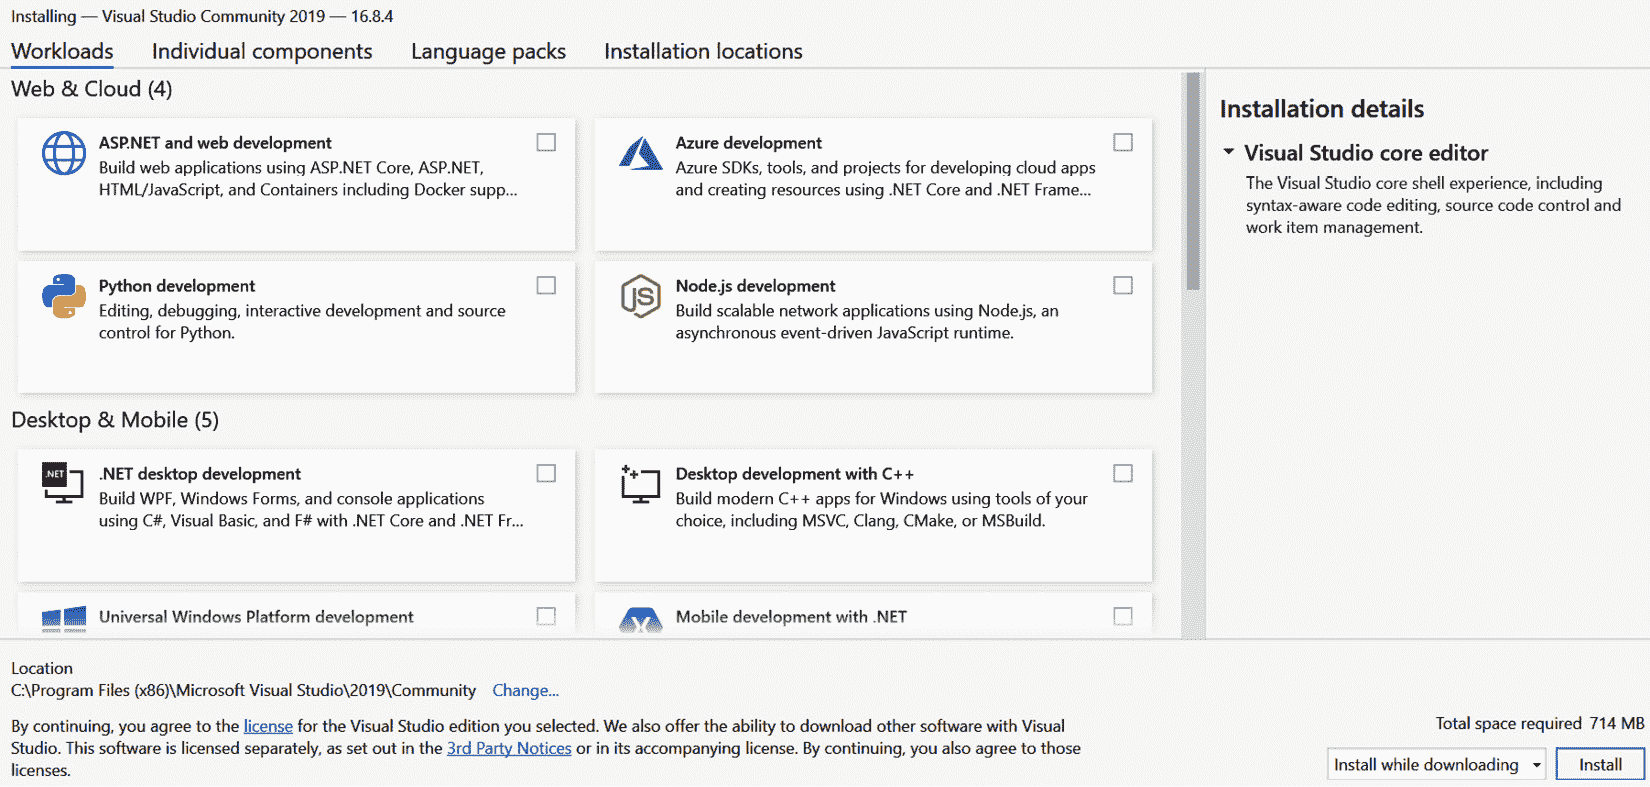 Installing — Visual Studio Community 2019 — 16.8.4
Workloads
Individual components
Language packs
Installation locations
Web & Cloud (4)
ASP.NET and web development
Build web applications using ASP.NET Core, ASP.NET,
HTML/JavaScript, and Containers including Docker supp...
Azure development
Azure SDKs, tools, and projects for developing cloud apps
and creating resources using .NET Core and .NET Frame...
Python development
Editing, debugging, interactive development and source
control for Python.
JS
Node.js development
Build scalable network applications using Node.js, an
asynchronous event-driven JavaScript runtime.
Desktop & Mobile (5)
.NET
.NET desktop development
Build WPF, Windows Forms, and console applications
using C#, Visual Basic, and F# with .NET Core and .NET Fr...
Desktop development with C++
Build modern C++ apps for Windows using tools of your
choice, including MSVC, Clang, CMake, or MSBuild.
Universal Windows Platform development
Mobile development with .NET
Installation details
Visual Studio core editor
The Visual Studio core shell experience, including
syntax-aware code editing, source code control and
work item management.
Location
C:\Program Files (x86)\Microsoft Visual Studio\2019\Community Change...
By continuing, you agree to the license for the Visual Studio edition you selected. We also offer the ability to download other software with Visual
Studio. This software is licensed separately, as set out in the 3rd Party Notices or in its accompanying license. By continuing, you also agree to those
licenses.
Total space required 714 MB
Install while downloading
Install